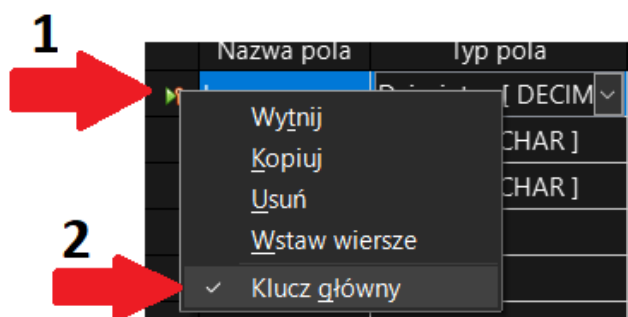 1
Nazwa pola Typ pola
[ DECIM
Wytnij
CHAR ]
Kopiuj
CHAR ]
Usuń
2
Wstaw wiersze
Klucz główny